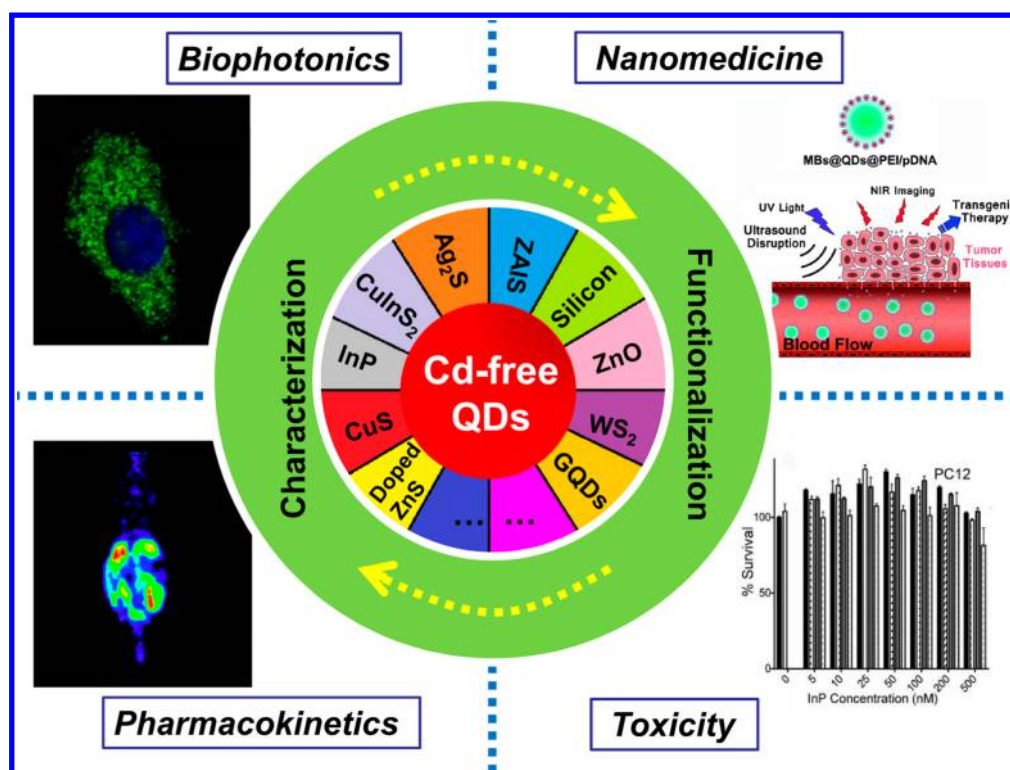 Biophotonics
Nanomedicine
MBs@QDs@PEI/pDNA
NIR Imaging
UV Light
Transgenic
Therapy
Ultrasound
Disruption
Tumor
Tissues
Blood Flow
Characterization
Functionalization
Cd-free
QDs
Ag₂S
ZAIS
Silicon
ZnO
WS₂
GQDs
...
...
Doped
ZnS
CuS
InP
CuInS₂
PC12
% Survival
100
50
0
0
5
10
25
50
100
200
500
InP Concentration (nM)
Pharmacokinetics
Toxicity